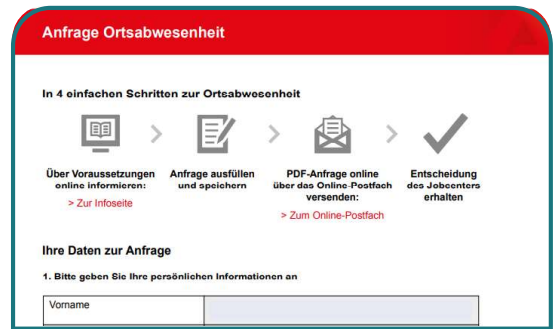 Anfrage Ortsabwesenheit
In 4 einfachen Schritten zur Ortsabwesenheit
Über Voraussetzungen
online informieren:
> Zur Infoseite
Anfrage ausfüllen
und speichern
PDF-Anfrage online
über das Online-Postfach
versenden:
> Zum Online-Postfach
Entscheidung
des Jobcenters
erhalten
Ihre Daten zur Anfrage
1. Bitte geben Sie Ihre persönlichen Informationen an
Vorname